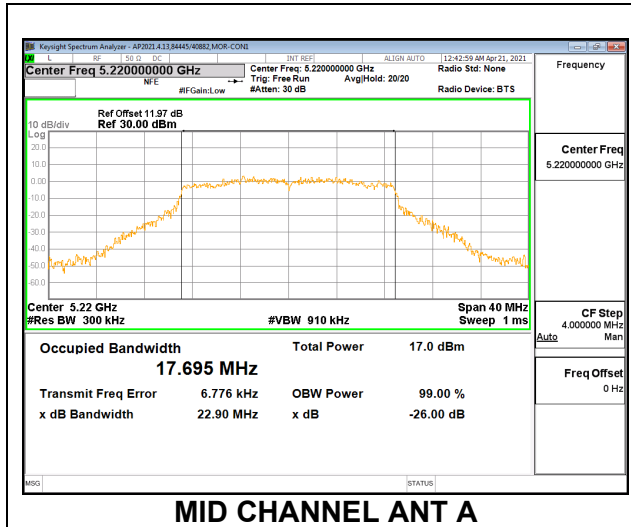 Keysight Spectrum Analyzer - AP2021.4.13,84445/40882,MOR-CON1
L RF 50 Ω DC INT REF ALIGN AUTO 12:42:59 AM Apr 21, 2021
Center Freq 5.220000000 GHz
NFE
#IFGain:Low
Center Freq: 5.220000000 GHz
Trig: Free Run Avg|Hold: 20/20
#Atten: 30 dB
Radio Std: None
Radio Device: BTS
Frequency
Ref Offset 11.97 dB
10 dB/div Ref 30.00 dBm
Log
20.0
10.0
0.00
-10.0
-20.0
-30.0
-40.0
-50.0
-60.0
Center 5.22 GHz Span 40 MHz
#Res BW 300 kHz #VBW 910 kHz Sweep 1 ms
Occupied Bandwidth Total Power 17.0 dBm
17.695 MHz
Transmit Freq Error 6.776 kHz OBW Power 99.00 %
x dB Bandwidth 22.90 MHz x dB -26.00 dB
Center Freq
5.220000000 GHz
CF Step
4.000000 MHz
Auto Man
Freq Offset
0 Hz
MSG STATUS
MID CHANNEL ANT A